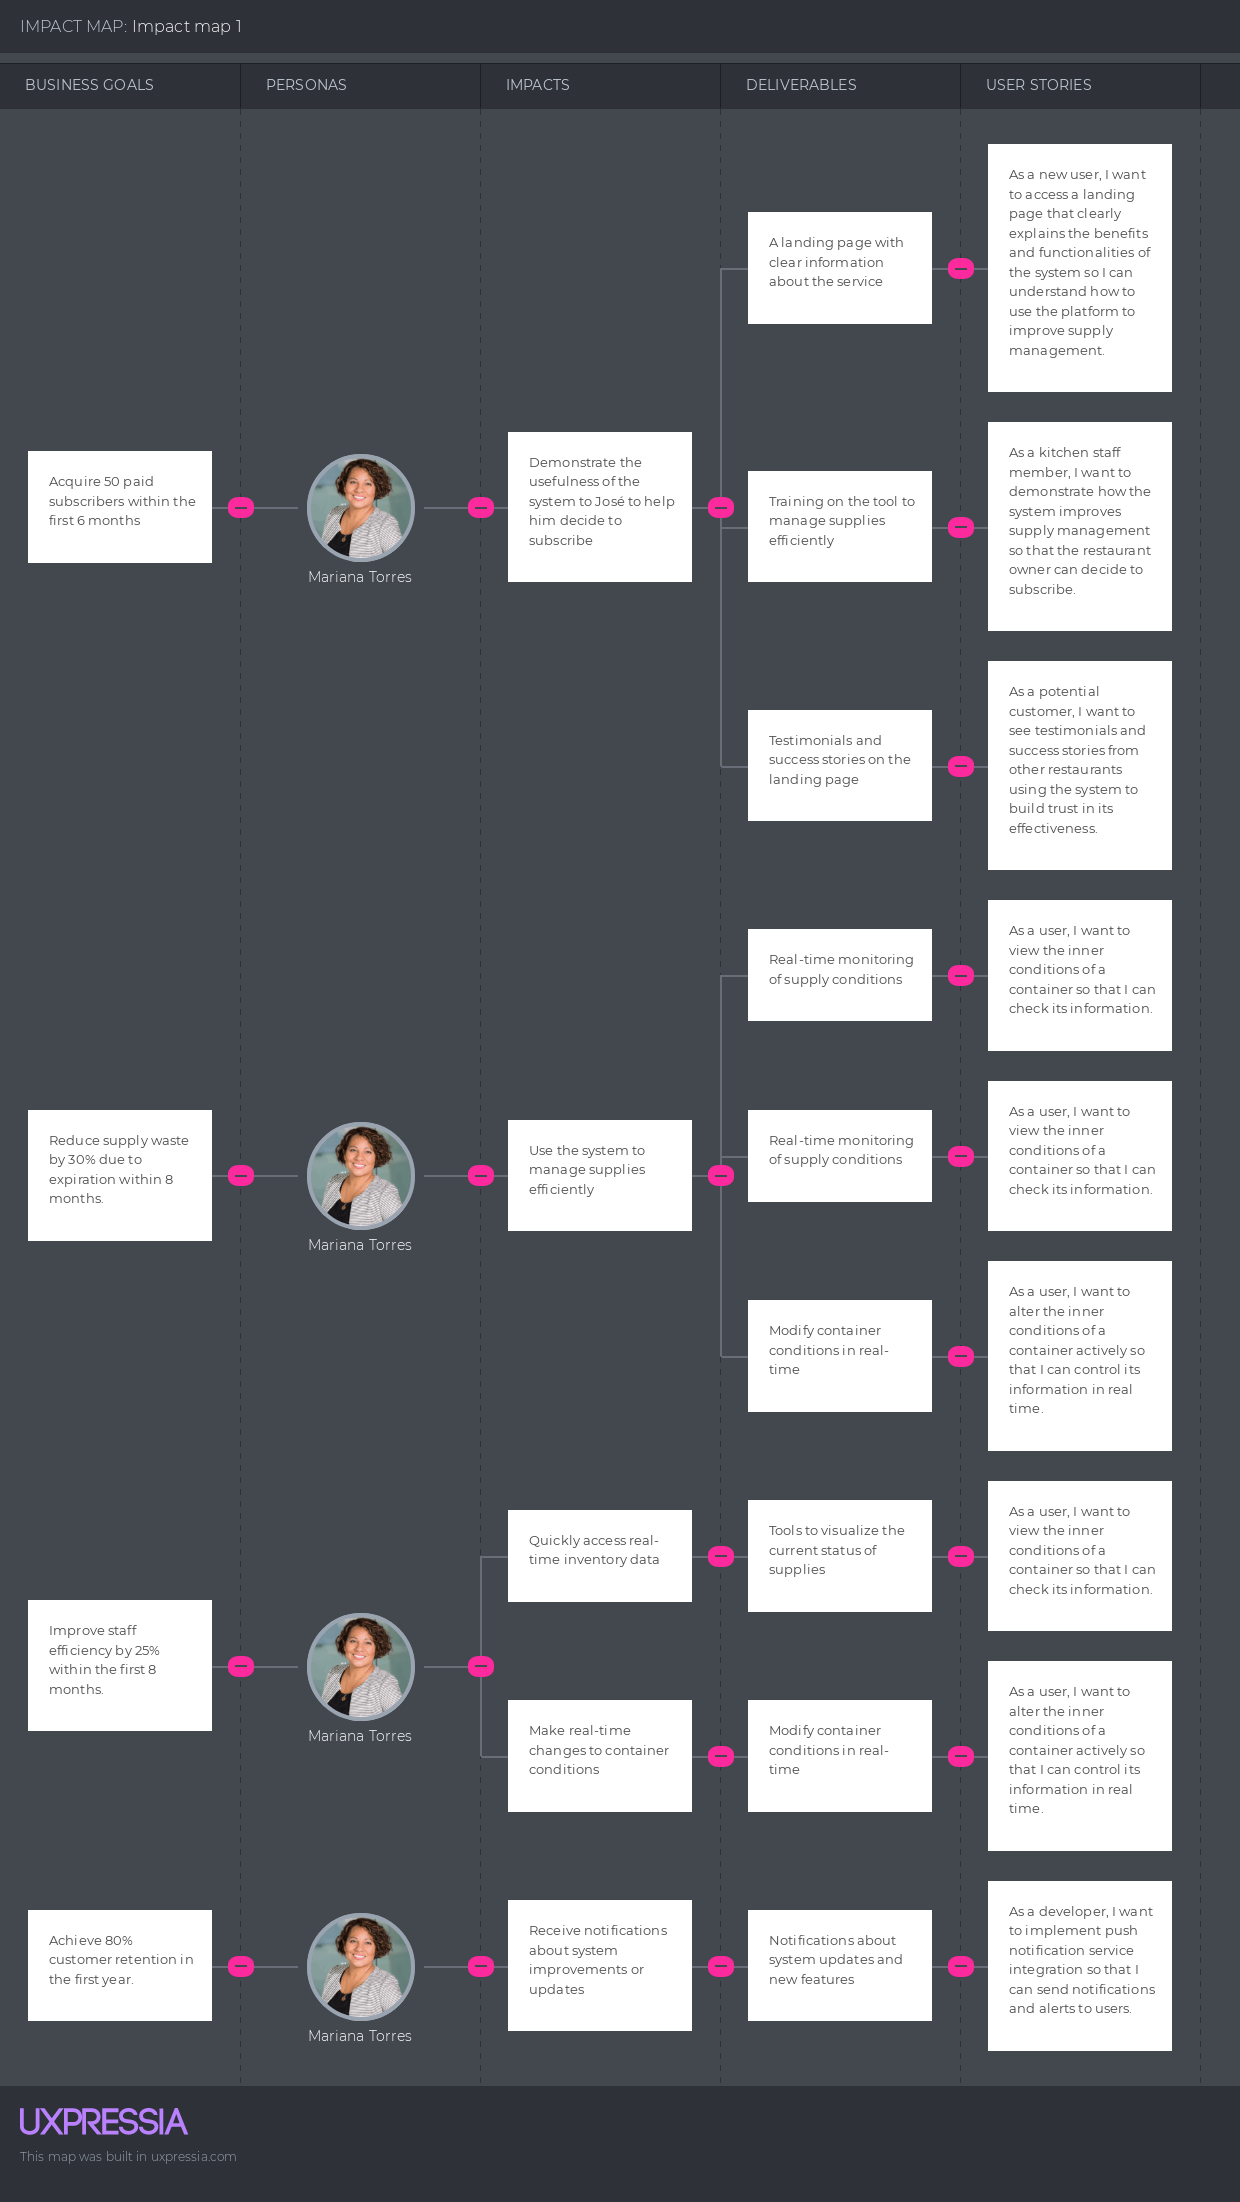 IMPACT MAP: Impact map 1
BUSINESS GOALS
PERSONAS
IMPACTS
DELIVERABLES
USER STORIES
Acquire 50 paid
subscribers within the
first 6 months
Mariana Torres
Demonstrate the
usefulness of the
system to José to help
him decide to
subscribe
A landing page with
clear information
about the service
As a new user, I want
to access a landing
page that clearly
explains the benefits
and functionalities of
the system so I can
understand how to
use the platform to
improve supply
management.
Training on the tool to
manage supplies
efficiently
As a kitchen staff
member, I want to
demonstrate how the
system improves
supply management
so that the restaurant
owner can decide to
subscribe.
Testimonials and
success stories on the
landing page
As a potential
customer, I want to
see testimonials and
success stories from
other restaurants
using the system to
build trust in its
effectiveness.
Reduce supply waste
by 30% due to
expiration within 8
months.
Mariana Torres
Use the system to
manage supplies
efficiently
Real-time monitoring
of supply conditions
As a user, I want to
view the inner
conditions of a
container so that I can
check its information.
Real-time monitoring
of supply conditions
As a user, I want to
view the inner
conditions of a
container so that I can
check its information.
Modify container
conditions in real-
time
As a user, I want to
alter the inner
conditions of a
container actively so
that I can control its
information in real
time.
Improve staff
efficiency by 25%
within the first 8
months.
Mariana Torres
Quickly access real-
time inventory data
Tools to visualize the
current status of
supplies
As a user, I want to
view the inner
conditions of a
container so that I can
check its information.
Make real-time
changes to container
conditions
Modify container
conditions in real-
time
As a user, I want to
alter the inner
conditions of a
container actively so
that I can control its
information in real
time.
Achieve 80%
customer retention in
the first year.
Mariana Torres
Receive notifications
about system
improvements or
updates
Notifications about
system updates and
new features
As a developer, I want
to implement push
notification service
integration so that I
can send notifications
and alerts to users.
UXPRESSIA
This map was built in uxpressia.com